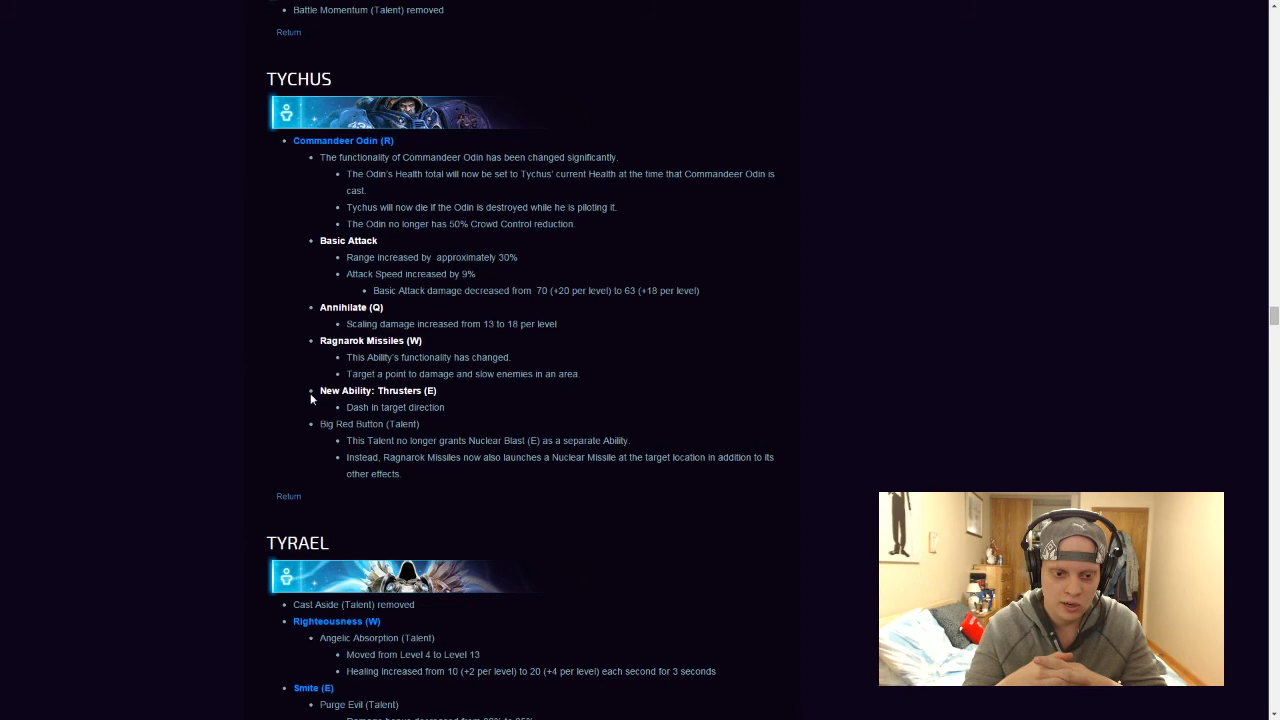 Battle Momentum (Talent) removed
Return
TYCHUS
Commandeer Odin (R)
The functionality of Commandeer Odin has been changed significantly.
The Odin's Health total will now be set to Tychus' current Health at the time that Commandeer Odin is
cast.
Tychus will now die if the Odin is destroyed while he is piloting it.
The Odin no longer has 50% Crowd Control reduction.
Basic Attack
Range increased by approximately 30%
Attack Speed increased by 9%
Basic Attack damage decreased from 70 (+20 per level) to 63 (+18 per level)
Annihilate (Q)
Scaling damage increased from 13 to 18 per level
Ragnarok Missiles (W)
This Ability's functionality has changed.
Target a point to damage and slow enemies in an area.
New Ability: Thrusters (E)
Dash in target direction
Big Red Button (Talent)
This Talent no longer grants Nuclear Blast (E) as a separate Ability.
Instead, Ragnarok Missiles now also launches a Nuclear Missile at the target location in addition to its
other effects.
Return
TYRAEL
Cast Aside (Talent) removed
Righteousness (W)
Angelic Absorption (Talent)
Moved from Level 4 to Level 13
Healing increased from 10 (+2 per level) to 20 (+4 per level) each second for 3 seconds
Smite (E)
Purge Evil (Talent)